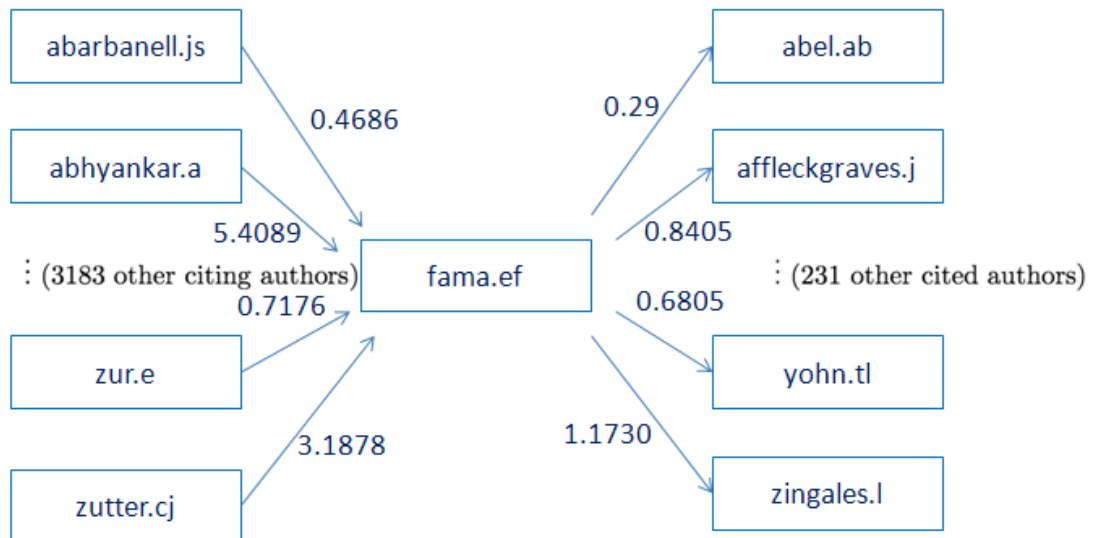 abarbanell.js
abel.ab
0.29
0.4686
abhyankar.a
affleckgraves.j
5.4089
0.8405
⋮ (3183 other citing authors)
fama.ef
⋮ (231 other cited authors)
0.7176
0.6805
zur.e
yohn.tl
3.1878
1.1730
zutter.cj
zingales.l